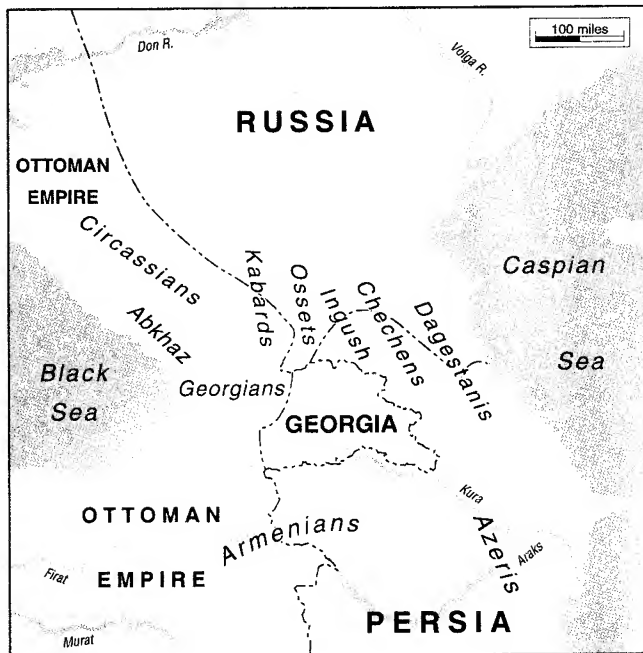 100 miles
Don R.
Volga R.
RUSSIA
OTTOMAN
EMPIRE
Circassians
Kabards
Ossets
Ingush
Chechens
Dagestanis
Caspian
Sea
Abkhaz
Black
Sea
Georgians
GEORGIA
OTTOMAN
EMPIRE
Armenians
Kura
Azeris
Araks
Firat
Murat
PERSIA